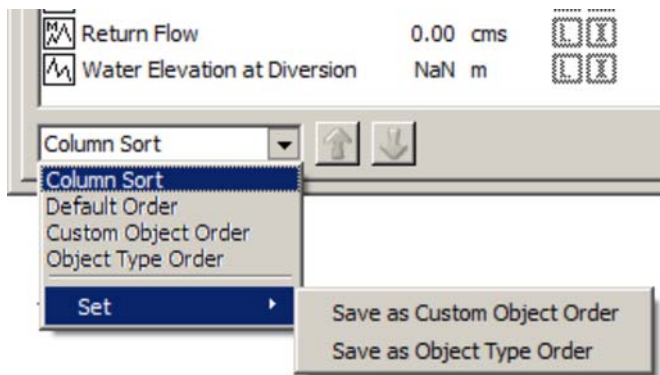 Return Flow 0.00 cms L I
Water Elevation at Diversion NaN m L I
Column Sort
Column Sort
Default Order
Custom Object Order
Object Type Order
Set
Save as Custom Object Order
Save as Object Type Order